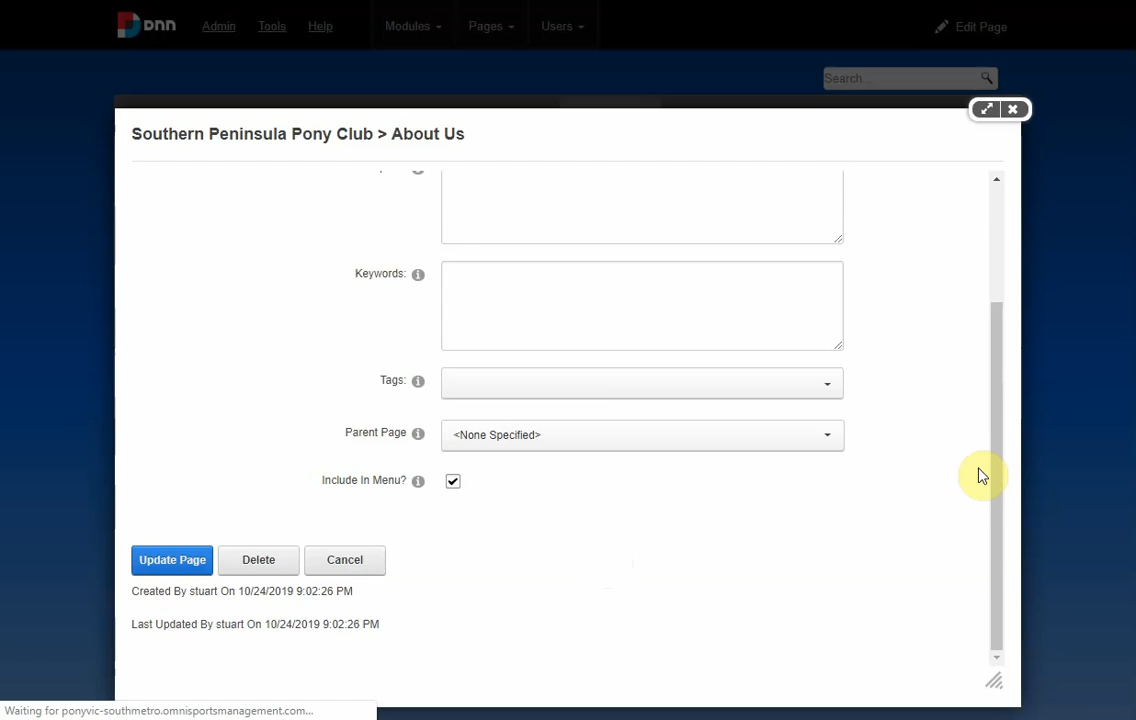 DNN Admin Tools Help Modules Pages Users Edit Page
Search...
Southern Peninsula Pony Club > About Us
Keywords:
Tags:
Parent Page <None Specified>
Include In Menu?
Update Page Delete Cancel
Created By stuart On 10/24/2019 9:02:26 PM
Last Updated By stuart On 10/24/2019 9:02:26 PM
Waiting for ponyvic-southmetro.omnisportsmanagement.com...